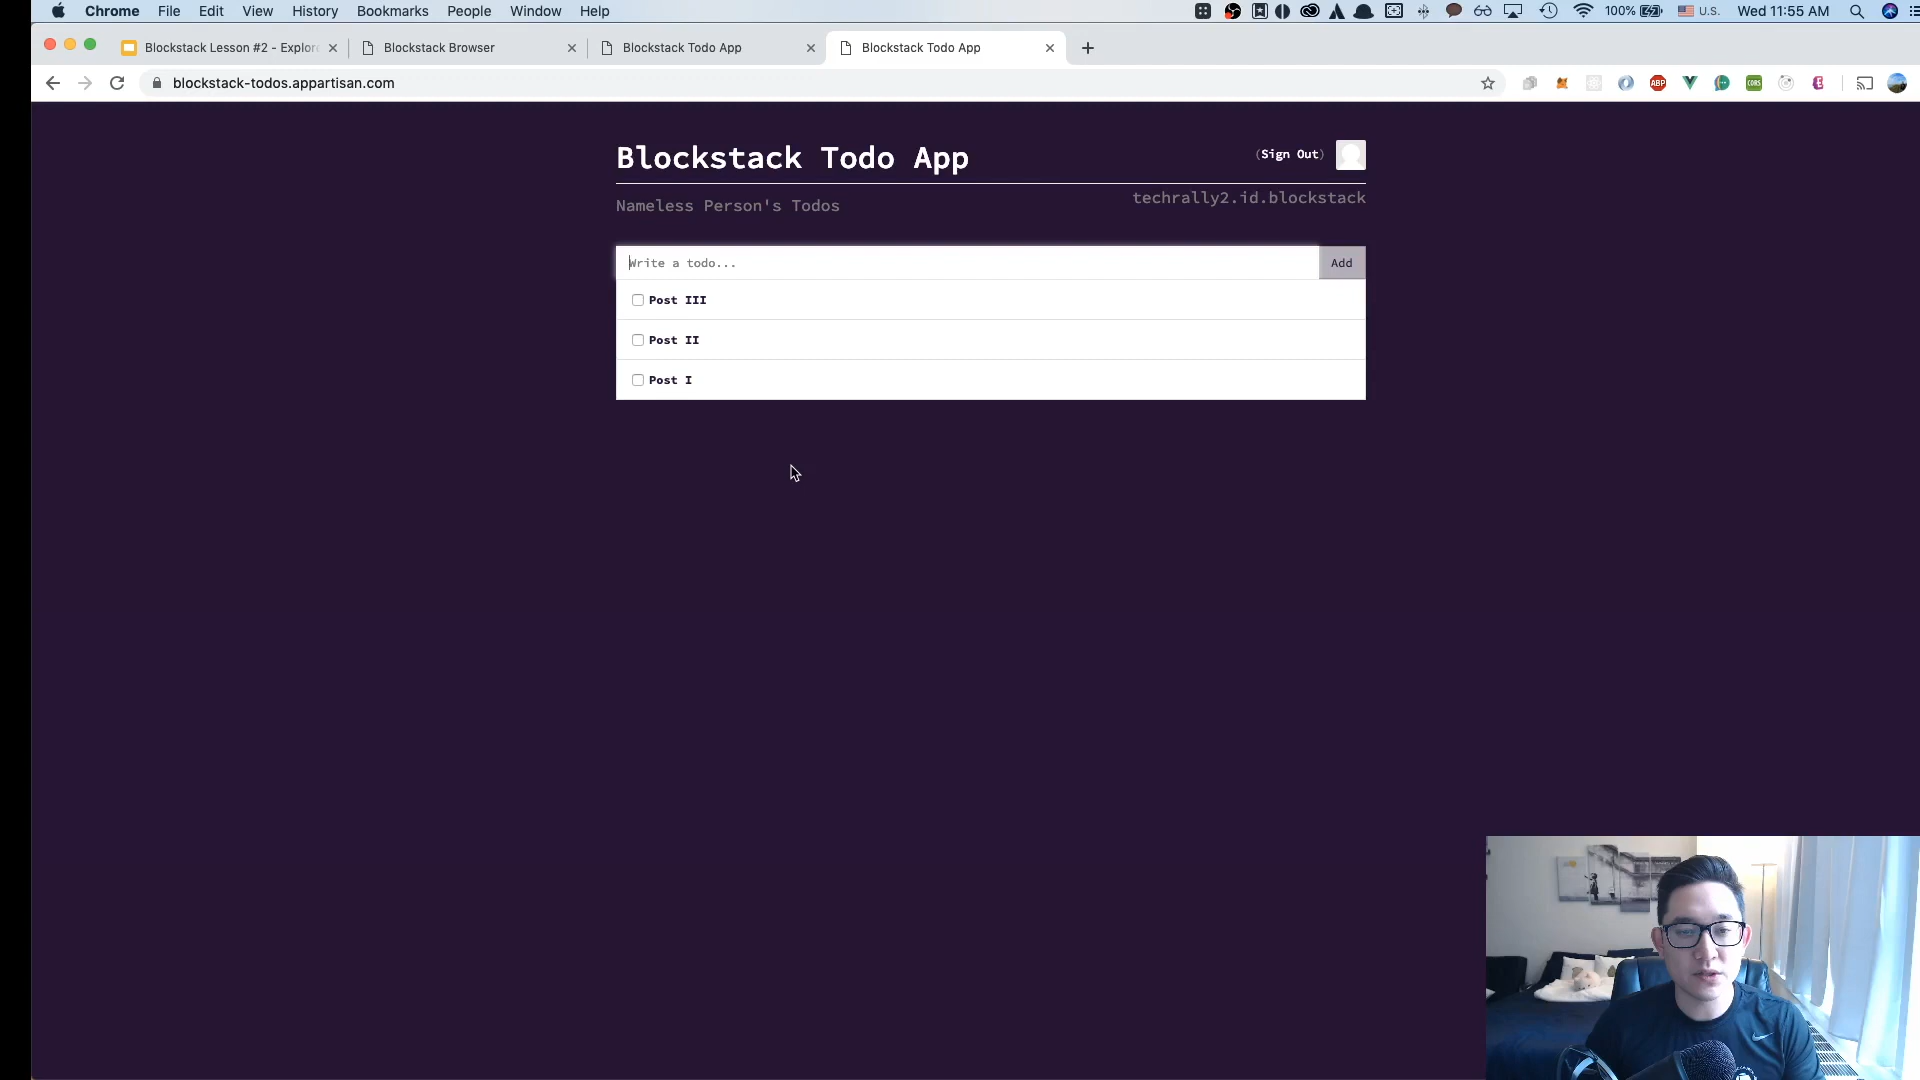 Chrome File Edit View History Bookmarks People Window Help 100% U.S. Wed 11:55 AM
Blockstack Lesson #2 - Explor Blockstack Browser Blockstack Todo App Blockstack Todo App
blockstack-todos.appartisan.com ABP CORS
Blockstack Todo App
(Sign Out)
Nameless Person's Todos
techrally2.id.blockstack
Write a todo... Add
Post III
Post II
Post I